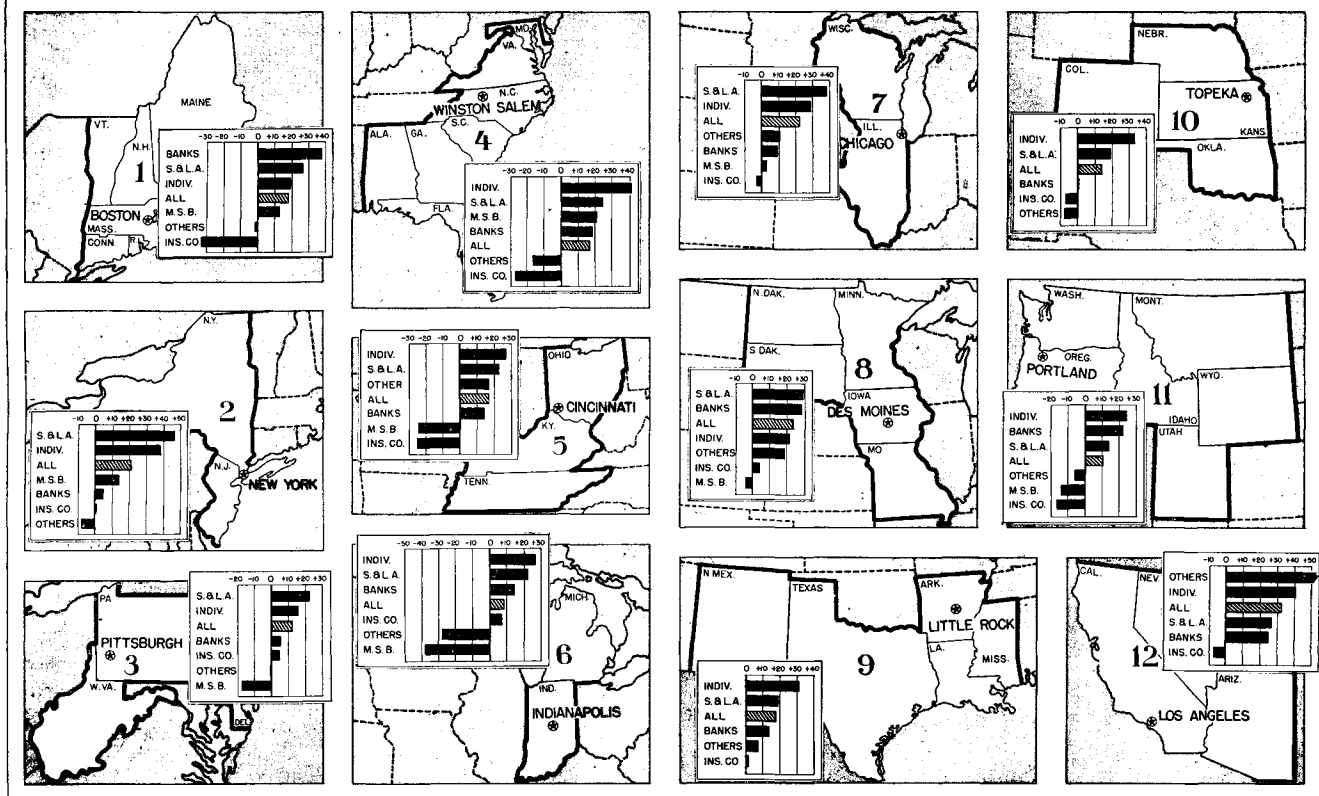 MAINE
VT.
N.H.
1
BOSTON
MASS.
CONN.
R.I.
-30 -20 -10 0 +10 +20 +30 +40
BANKS
S.&L.A.
INDIV.
ALL
M.S.B.
OTHERS
INS. CO.
MD.
VA.
N.C.
WINSTON SALEM
S.C.
ALA.
GA.
4
FLA.
-30 -20 -10 0 +10 +20 +30 +40
INDIV.
S.&L.A.
M.S.B.
BANKS
ALL
OTHERS
INS. CO.
WISC.
7
ILL.
CHICAGO
-10 0 +10 +20 +30 +40
S.&L.A.
INDIV.
ALL
OTHERS
BANKS
M.S.B.
INS. CO.
NEBR.
COL.
TOPEKA
10
KANS.
OKLA.
-10 0 +10 +20 +30 +40
INDIV.
S.&L.A.
ALL
BANKS
INS. CO.
OTHERS
N.Y.
2
N.J.
NEW YORK
-10 0 +10 +20 +30 +40 +50
S.&L.A.
INDIV.
ALL
M.S.B.
BANKS
INS. CO.
OTHERS
OHIO
CINCINNATI
KY.
5
TENN.
-30 -20 -10 0 +10 +20 +30
INDIV.
S.&L.A.
OTHER
ALL
BANKS
M.S.B.
INS. CO.
N. DAK.
MINN.
S. DAK.
8
IOWA
DES MOINES
MO.
-10 0 +10 +20 +30
S.&L.A.
BANKS
ALL
INDIV.
OTHERS
INS. CO.
M.S.B.
WASH.
MONT.
OREG.
PORTLAND
WYO.
11
IDAHO
UTAH
-20 -10 0 +10 +20 +30
INDIV.
BANKS
S.&L.A.
ALL
OTHERS
M.S.B.
INS. CO.
PA.
PITTSBURGH
3
W. VA.
DEL.
-20 -10 0 +10 +20 +30
S.&L.A.
INDIV.
ALL
BANKS
INS. CO.
OTHERS
M.S.B.
MICH.
6
IND.
INDIANAPOLIS
-50 -40 -30 -20 -10 0 +10 +20 +30
INDIV.
S.&L.A.
BANKS
ALL
INS. CO.
OTHERS
M.S.B.
N. MEX.
TEXAS
ARK.
LITTLE ROCK
LA.
MISS.
9
0 +10 +20 +30 +40
INDIV.
S.&L.A.
ALL
BANKS
OTHERS
INS. CO
CAL.
NEV.
12
ARIZ.
LOS ANGELES
-10 0 +10 +20 +30 +40 +50
OTHERS
INDIV.
ALL
S.&L.A.
BANKS
INS. CO.